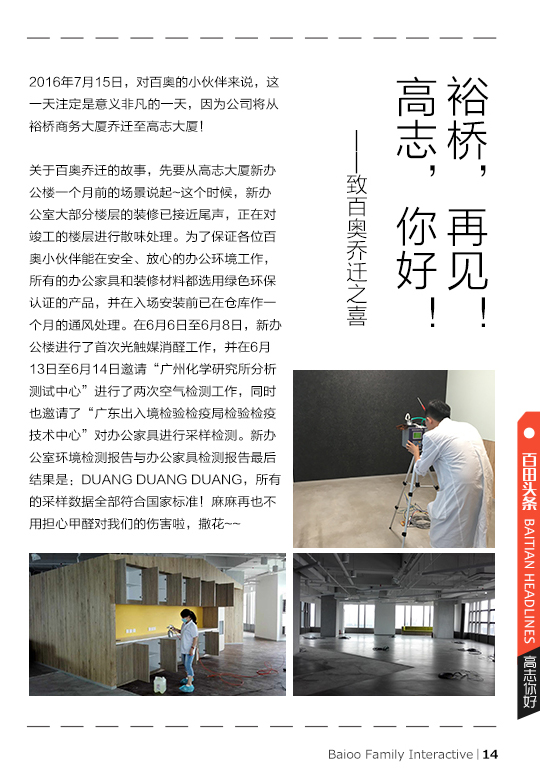 裕桥，再见！
高志，你好！
——致百奥乔迁之喜
2016年7月15日，对百奥的小伙伴来说，这
一天注定是意义非凡的一天，因为公司将从
裕桥商务大厦乔迁至高志大厦！
关于百奥乔迁的故事，先要从高志大厦新办
公楼一个月前的场景说起~这个时候，新办
公室大部分楼层的装修已接近尾声，正在对
竣工的楼层进行散味处理。为了保证各位百
奥小伙伴能在安全、放心的办公环境工作，
所有的办公家具和装修材料都选用绿色环保
认证的产品，并在入场安装前已在仓库作一
个月的通风处理。在6月6日至6月8日，新办
公楼进行了首次光触媒消醛工作，并在6月
13日至6月14日邀请“广州化学研究所分析
测试中心”进行了两次空气检测工作，同时
也邀请了“广东出入境检验检疫局检验检疫
技术中心”对办公家具进行采样检测。新办
公室环境检测报告与办公家具检测报告最后
结果是：DUANG DUANG DUANG，所有
的采样数据全部符合国家标准！麻麻再也不
用担心甲醛对我们的伤害啦，撒花~~
百田头条 BAITIAN HEADLINES
高志你好
Baioo Family Interactive | 14